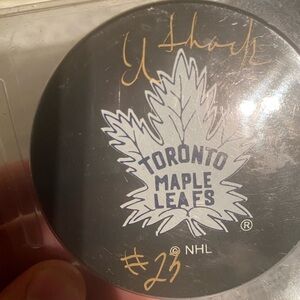 TORONTO
MAPLE
LEAFS
®
© NHL
#23